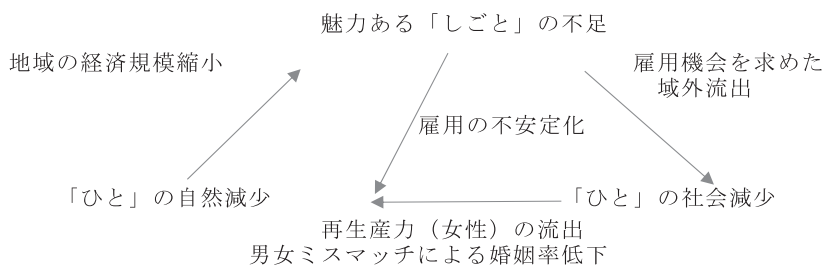 魅力ある「しごと」の不足
地域の経済規模縮小
雇用機会を求めた
域外流出
雇用の不安定化
「ひと」の自然減少
「ひと」の社会減少
再生産力（女性）の流出
男女ミスマッチによる婚姻率低下